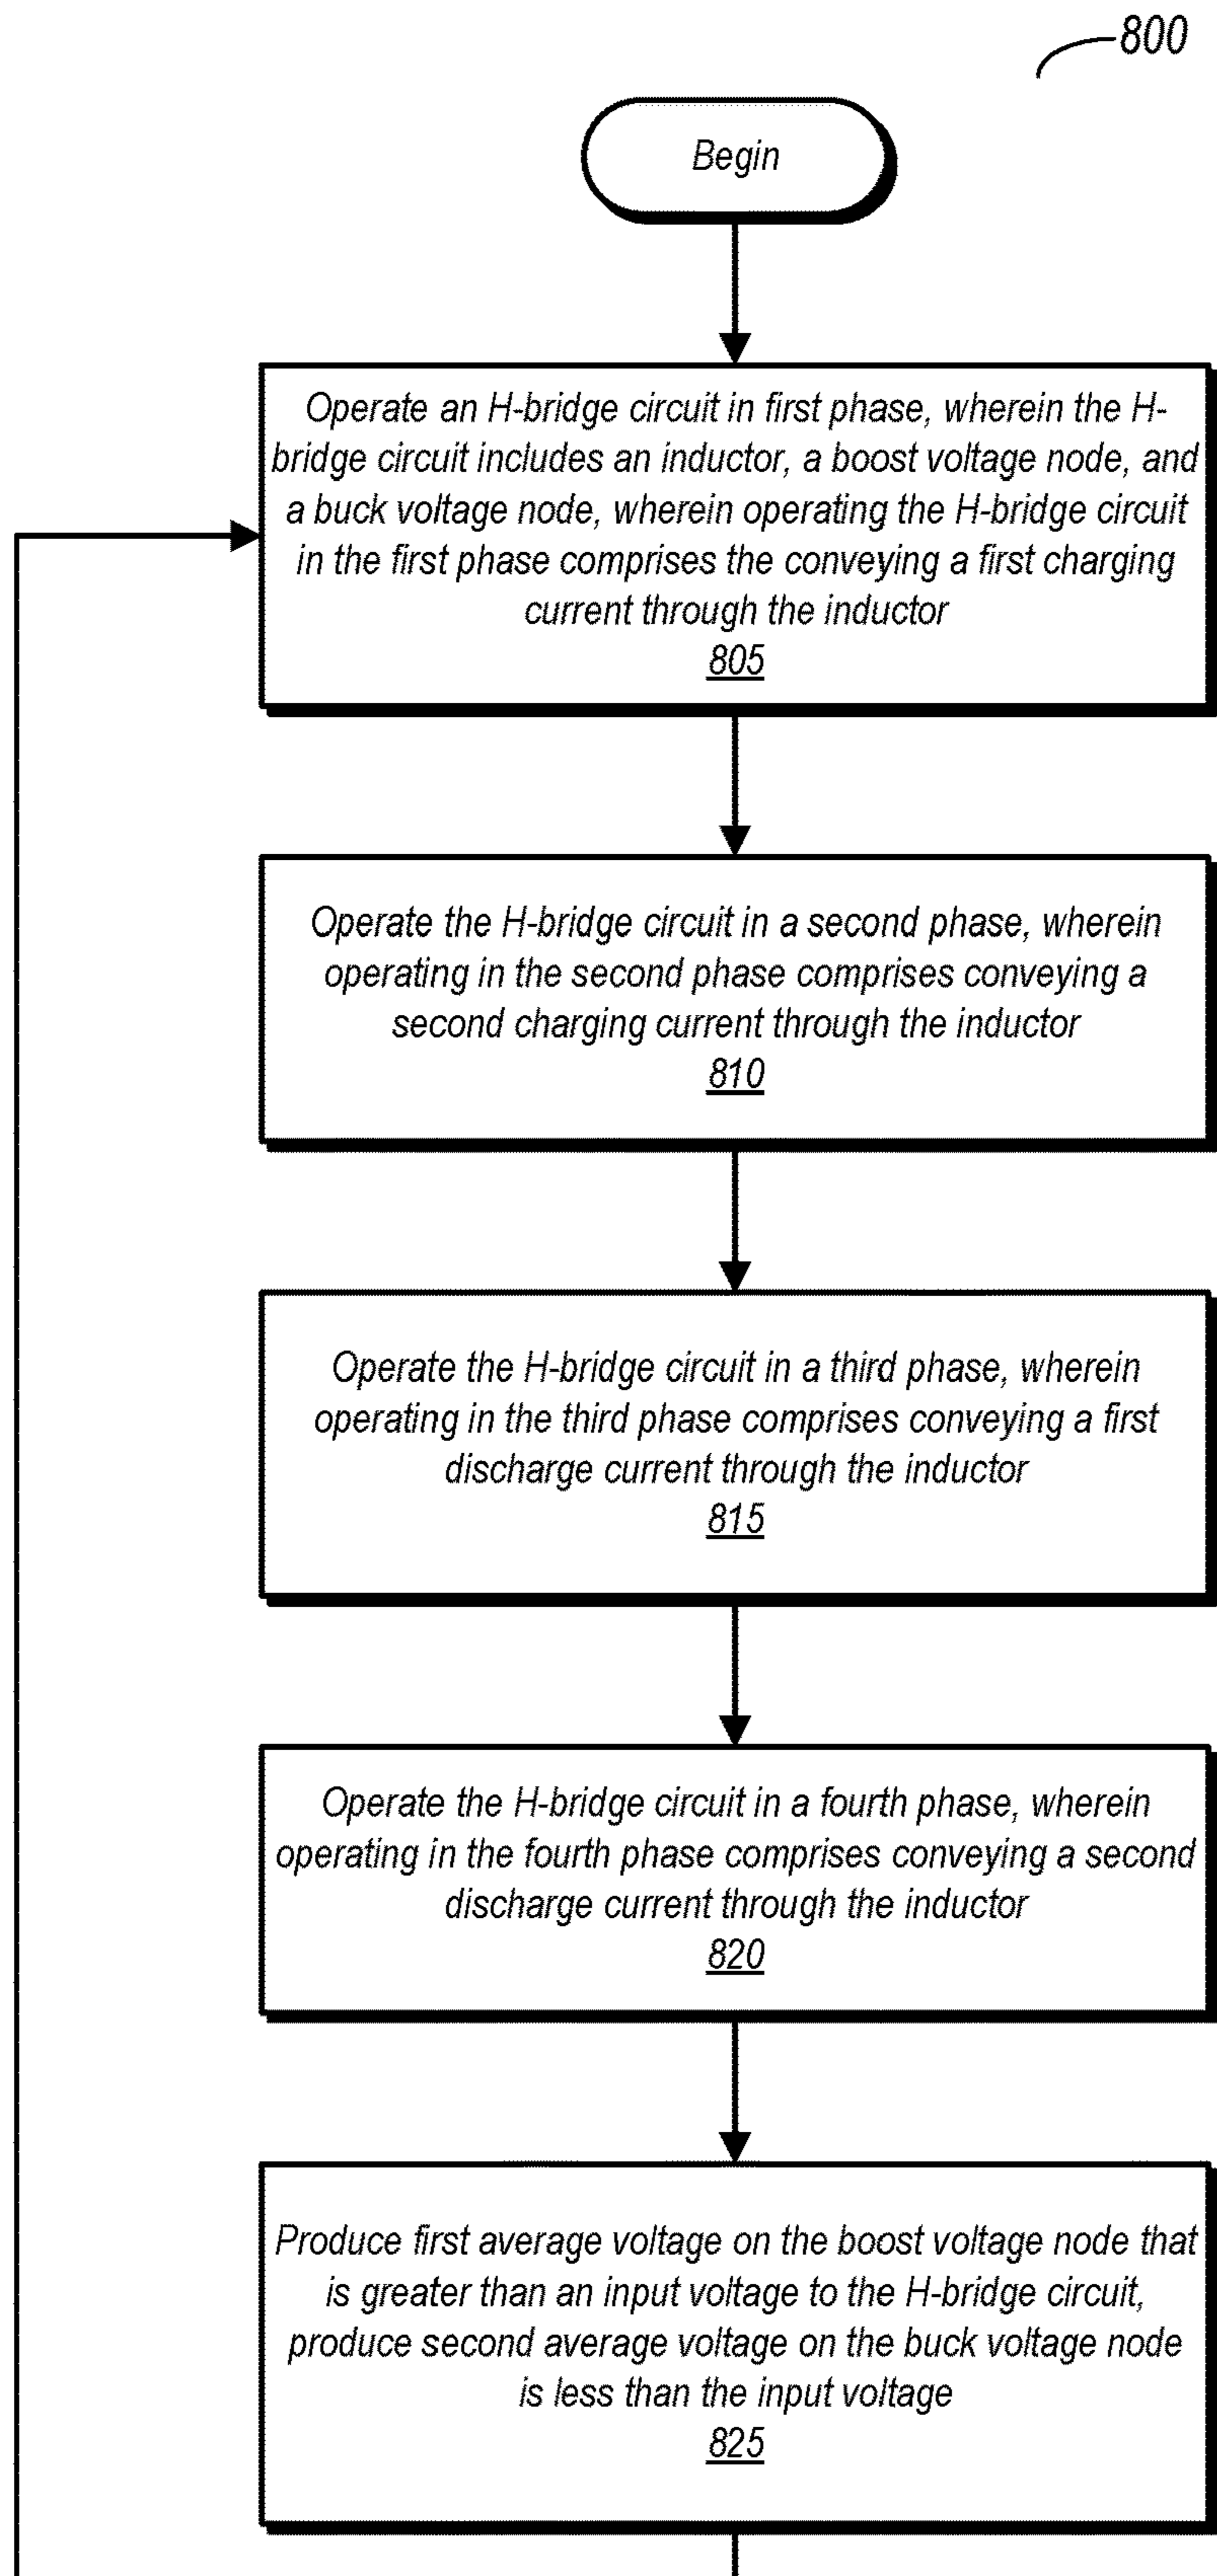 800
Begin
Operate an H-bridge circuit in first phase, wherein the H-
bridge circuit includes an inductor, a boost voltage node, and
a buck voltage node, wherein operating the H-bridge circuit
in the first phase comprises the conveying a first charging
current through the inductor
805
Operate the H-bridge circuit in a second phase, wherein
operating in the second phase comprises conveying a
second charging current through the inductor
810
Operate the H-bridge circuit in a third phase, wherein
operating in the third phase comprises conveying a first
discharge current through the inductor
815
Operate the H-bridge circuit in a fourth phase, wherein
operating in the fourth phase comprises conveying a second
discharge current through the inductor
820
Produce first average voltage on the boost voltage node that
is greater than an input voltage to the H-bridge circuit,
produce second average voltage on the buck voltage node
is less than the input voltage
825